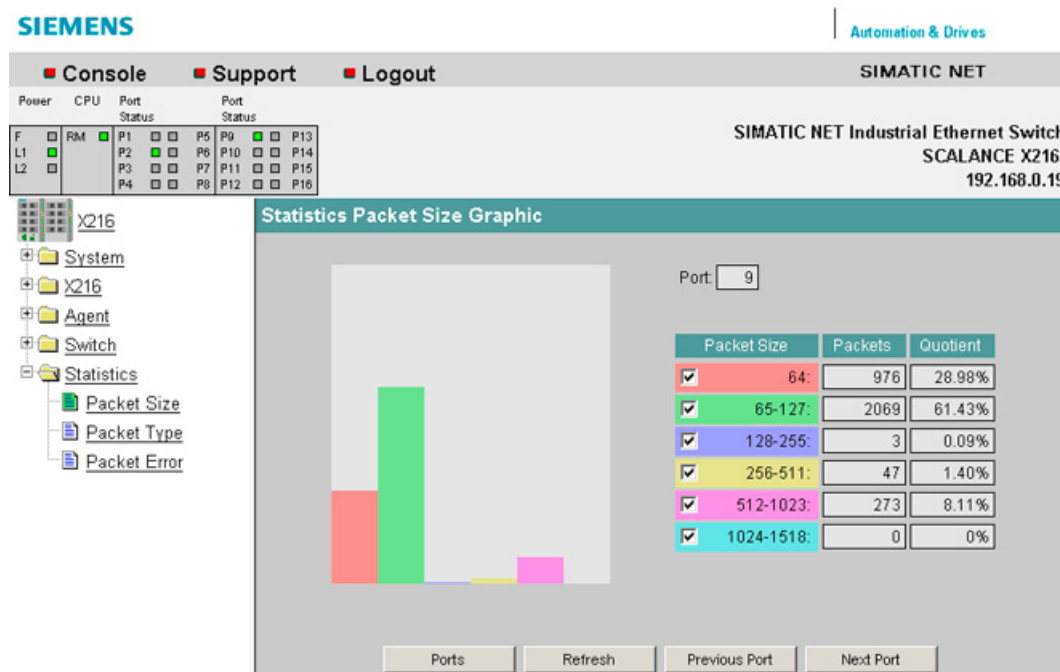 SIEMENS
Automation & Drives
Console Support Logout SIMATIC NET
Power CPU Port Status Port Status
F RM P1 P5 P9 P13
L1 P2 P6 P10 P14
L2 P3 P7 P11 P15
P4 P8 P12 P16
SIMATIC NET Industrial Ethernet Switch
SCALANCE X216
192.168.0.19
X216
System
X216
Agent
Switch
Statistics
Packet Size
Packet Type
Packet Error
Statistics Packet Size Graphic
Port: 9
Packet Size Packets Quotient
64: 976 28.98%
65-127: 2069 61.43%
128-255: 3 0.09%
256-511: 47 1.40%
512-1023: 273 8.11%
1024-1518: 0 0%
Ports Refresh Previous Port Next Port